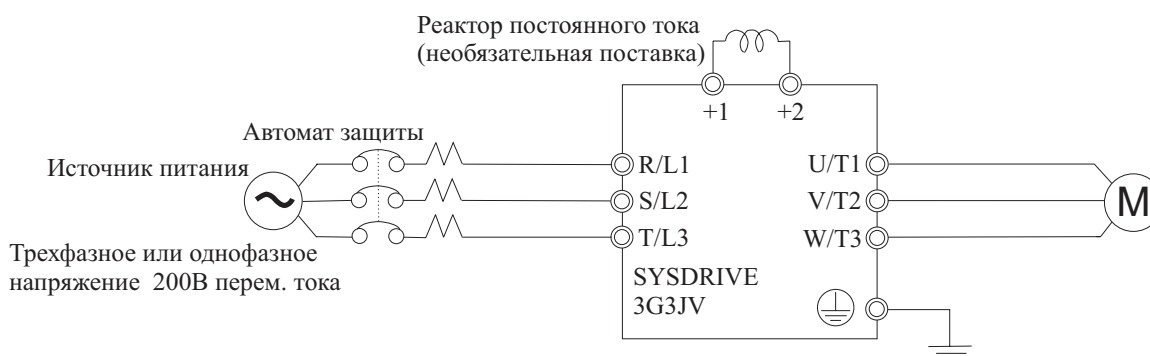 Реактор постоянного тока
(необязательная поставка)
+1
+2
Автомат защиты
Источник питания
R/L1
U/T1
S/L2
V/T2
M
T/L3
W/T3
Трехфазное или однофазное
напряжение 200В перем. тока
SYSDRIVE
3G3JV